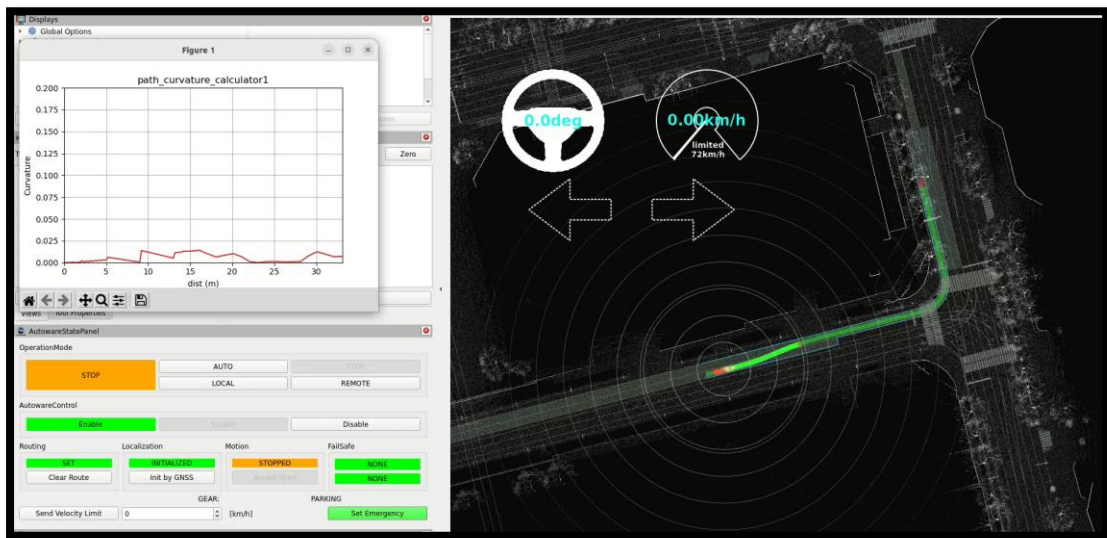 Displays
Global Options
Figure 1
path_curvature_calculator1
0.200
0.175
0.150
0.125
0.100
0.075
0.050
0.025
0.000
Curvature
0 5 10 15 20 25 30
dist (m)
Zero
Views Tool Properties
AutowareStatePanel
OperationMode
STOP
AUTO
STOP
LOCAL
REMOTE
AutowareControl
Enable
Enable
Disable
Routing
SET
Clear Route
Localization
INITIALIZED
Init by GNSS
Motion
STOPPED
FailSafe
NONE
NONE
GEAR: PARKING
Send Velocity Limit 0 [km/h] Set Emergency
0.0deg
0.00km/h
limited
72km/h